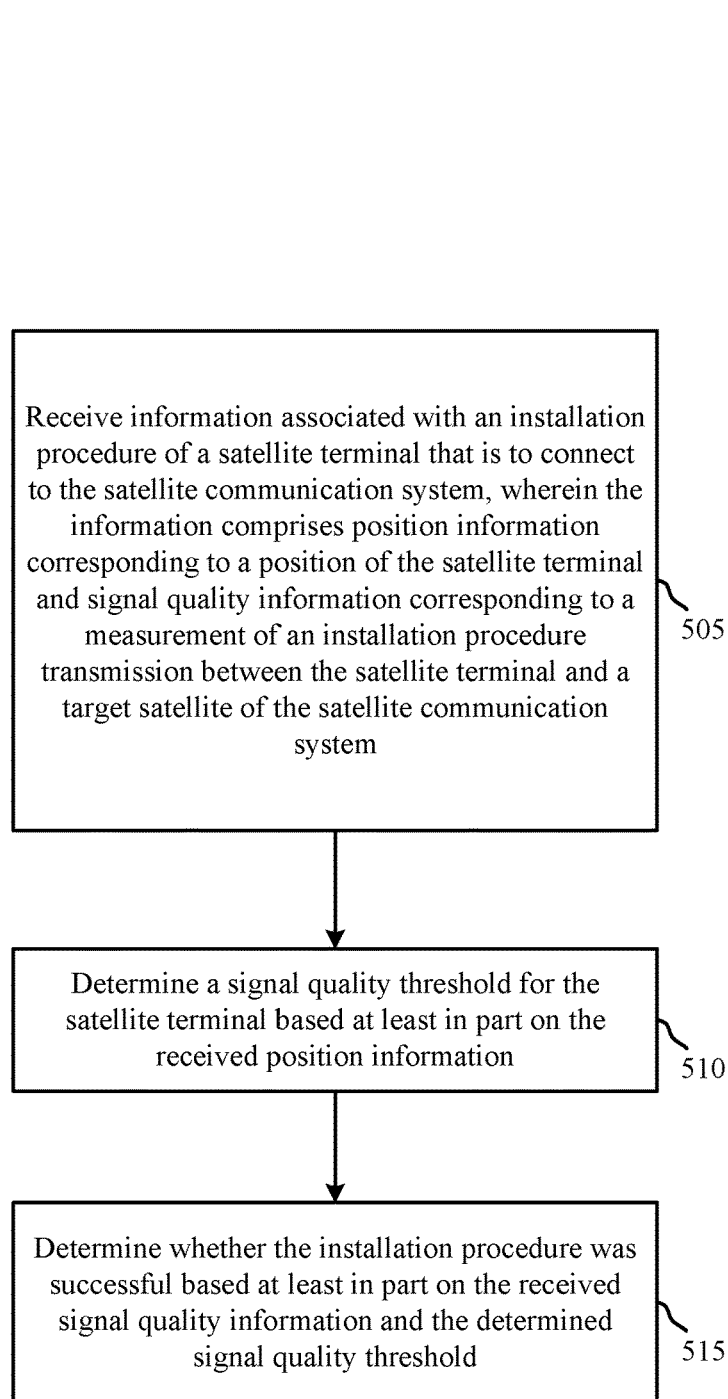 Receive information associated with an installation
procedure of a satellite terminal that is to connect
to the satellite communication system, wherein the
information comprises position information
corresponding to a position of the satellite terminal
and signal quality information corresponding to a
measurement of an installation procedure
transmission between the satellite terminal and a
target satellite of the satellite communication
system
505
Determine a signal quality threshold for the
satellite terminal based at least in part on the
received position information
510
Determine whether the installation procedure was
successful based at least in part on the received
signal quality information and the determined
signal quality threshold
515